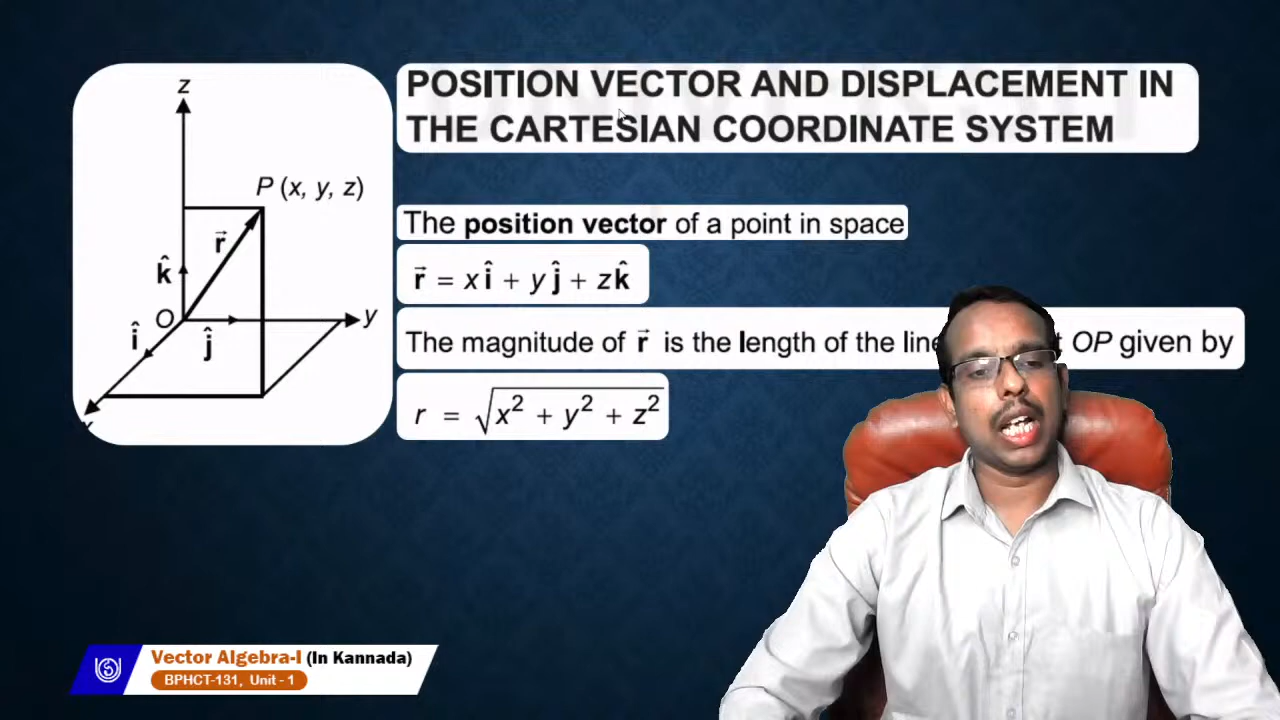 z
P (x, y, z)
r⃗
k̂
O
y
î
ĵ
POSITION VECTOR AND DISPLACEMENT IN
THE CARTESIAN COORDINATE SYSTEM
The position vector of a point in space
r⃗ = x î + y ĵ + z k̂
The magnitude of r⃗ is the length of the line OP given by
r = √x² + y² + z²
Vector Algebra-I (In Kannada)
BPHCT-131, Unit - 1